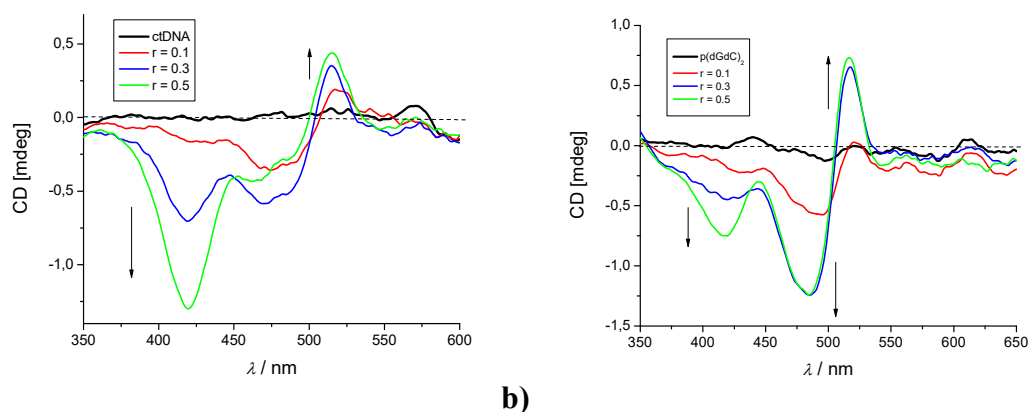 ctDNA
r = 0.1
r = 0.3
r = 0.5
CD [mdeg]
0,5
0,0
-0,5
-1,0
350 400 450 500 550 600
λ / nm
p(dGdC)₂
r = 0.1
r = 0.3
r = 0.5
CD [mdeg]
1,0
0,5
0,0
-0,5
-1,0
-1,5
350 400 450 500 550 600 650
λ / nm
b)